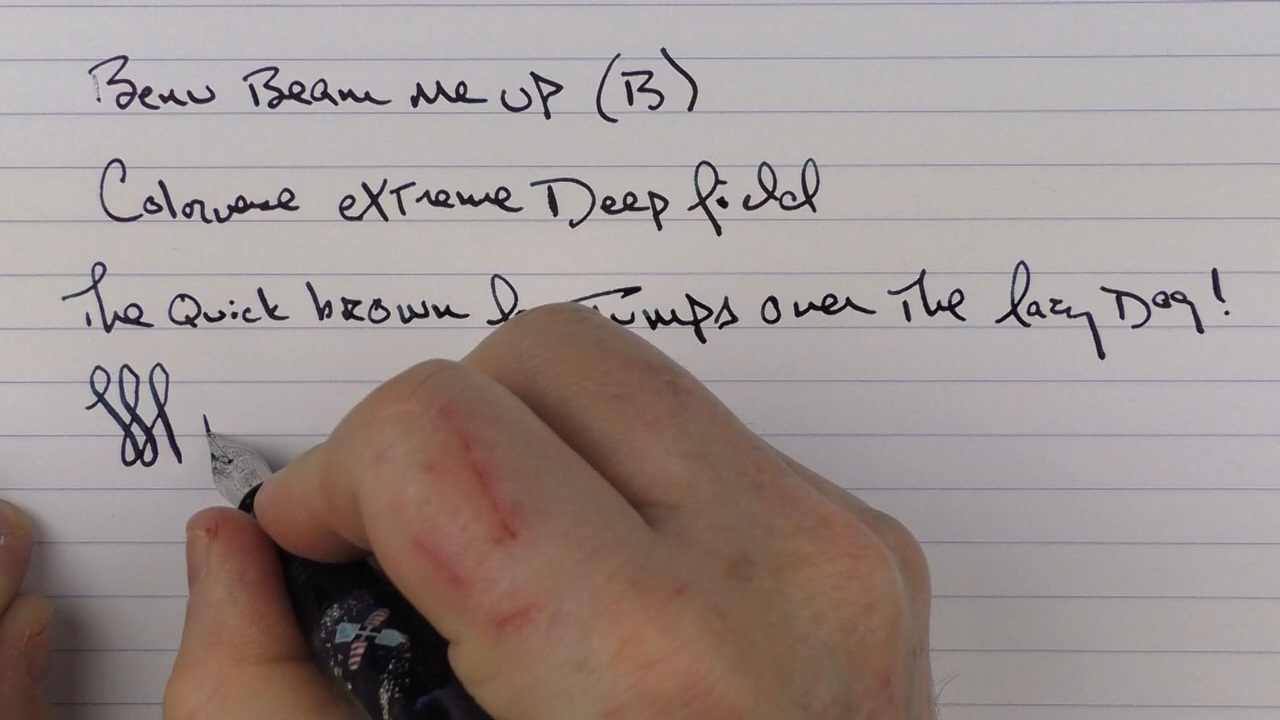 Benu Beam me up (B)
Colorverse eXTreme Deep field
The Quick brown Jumps over The lazy Dog!